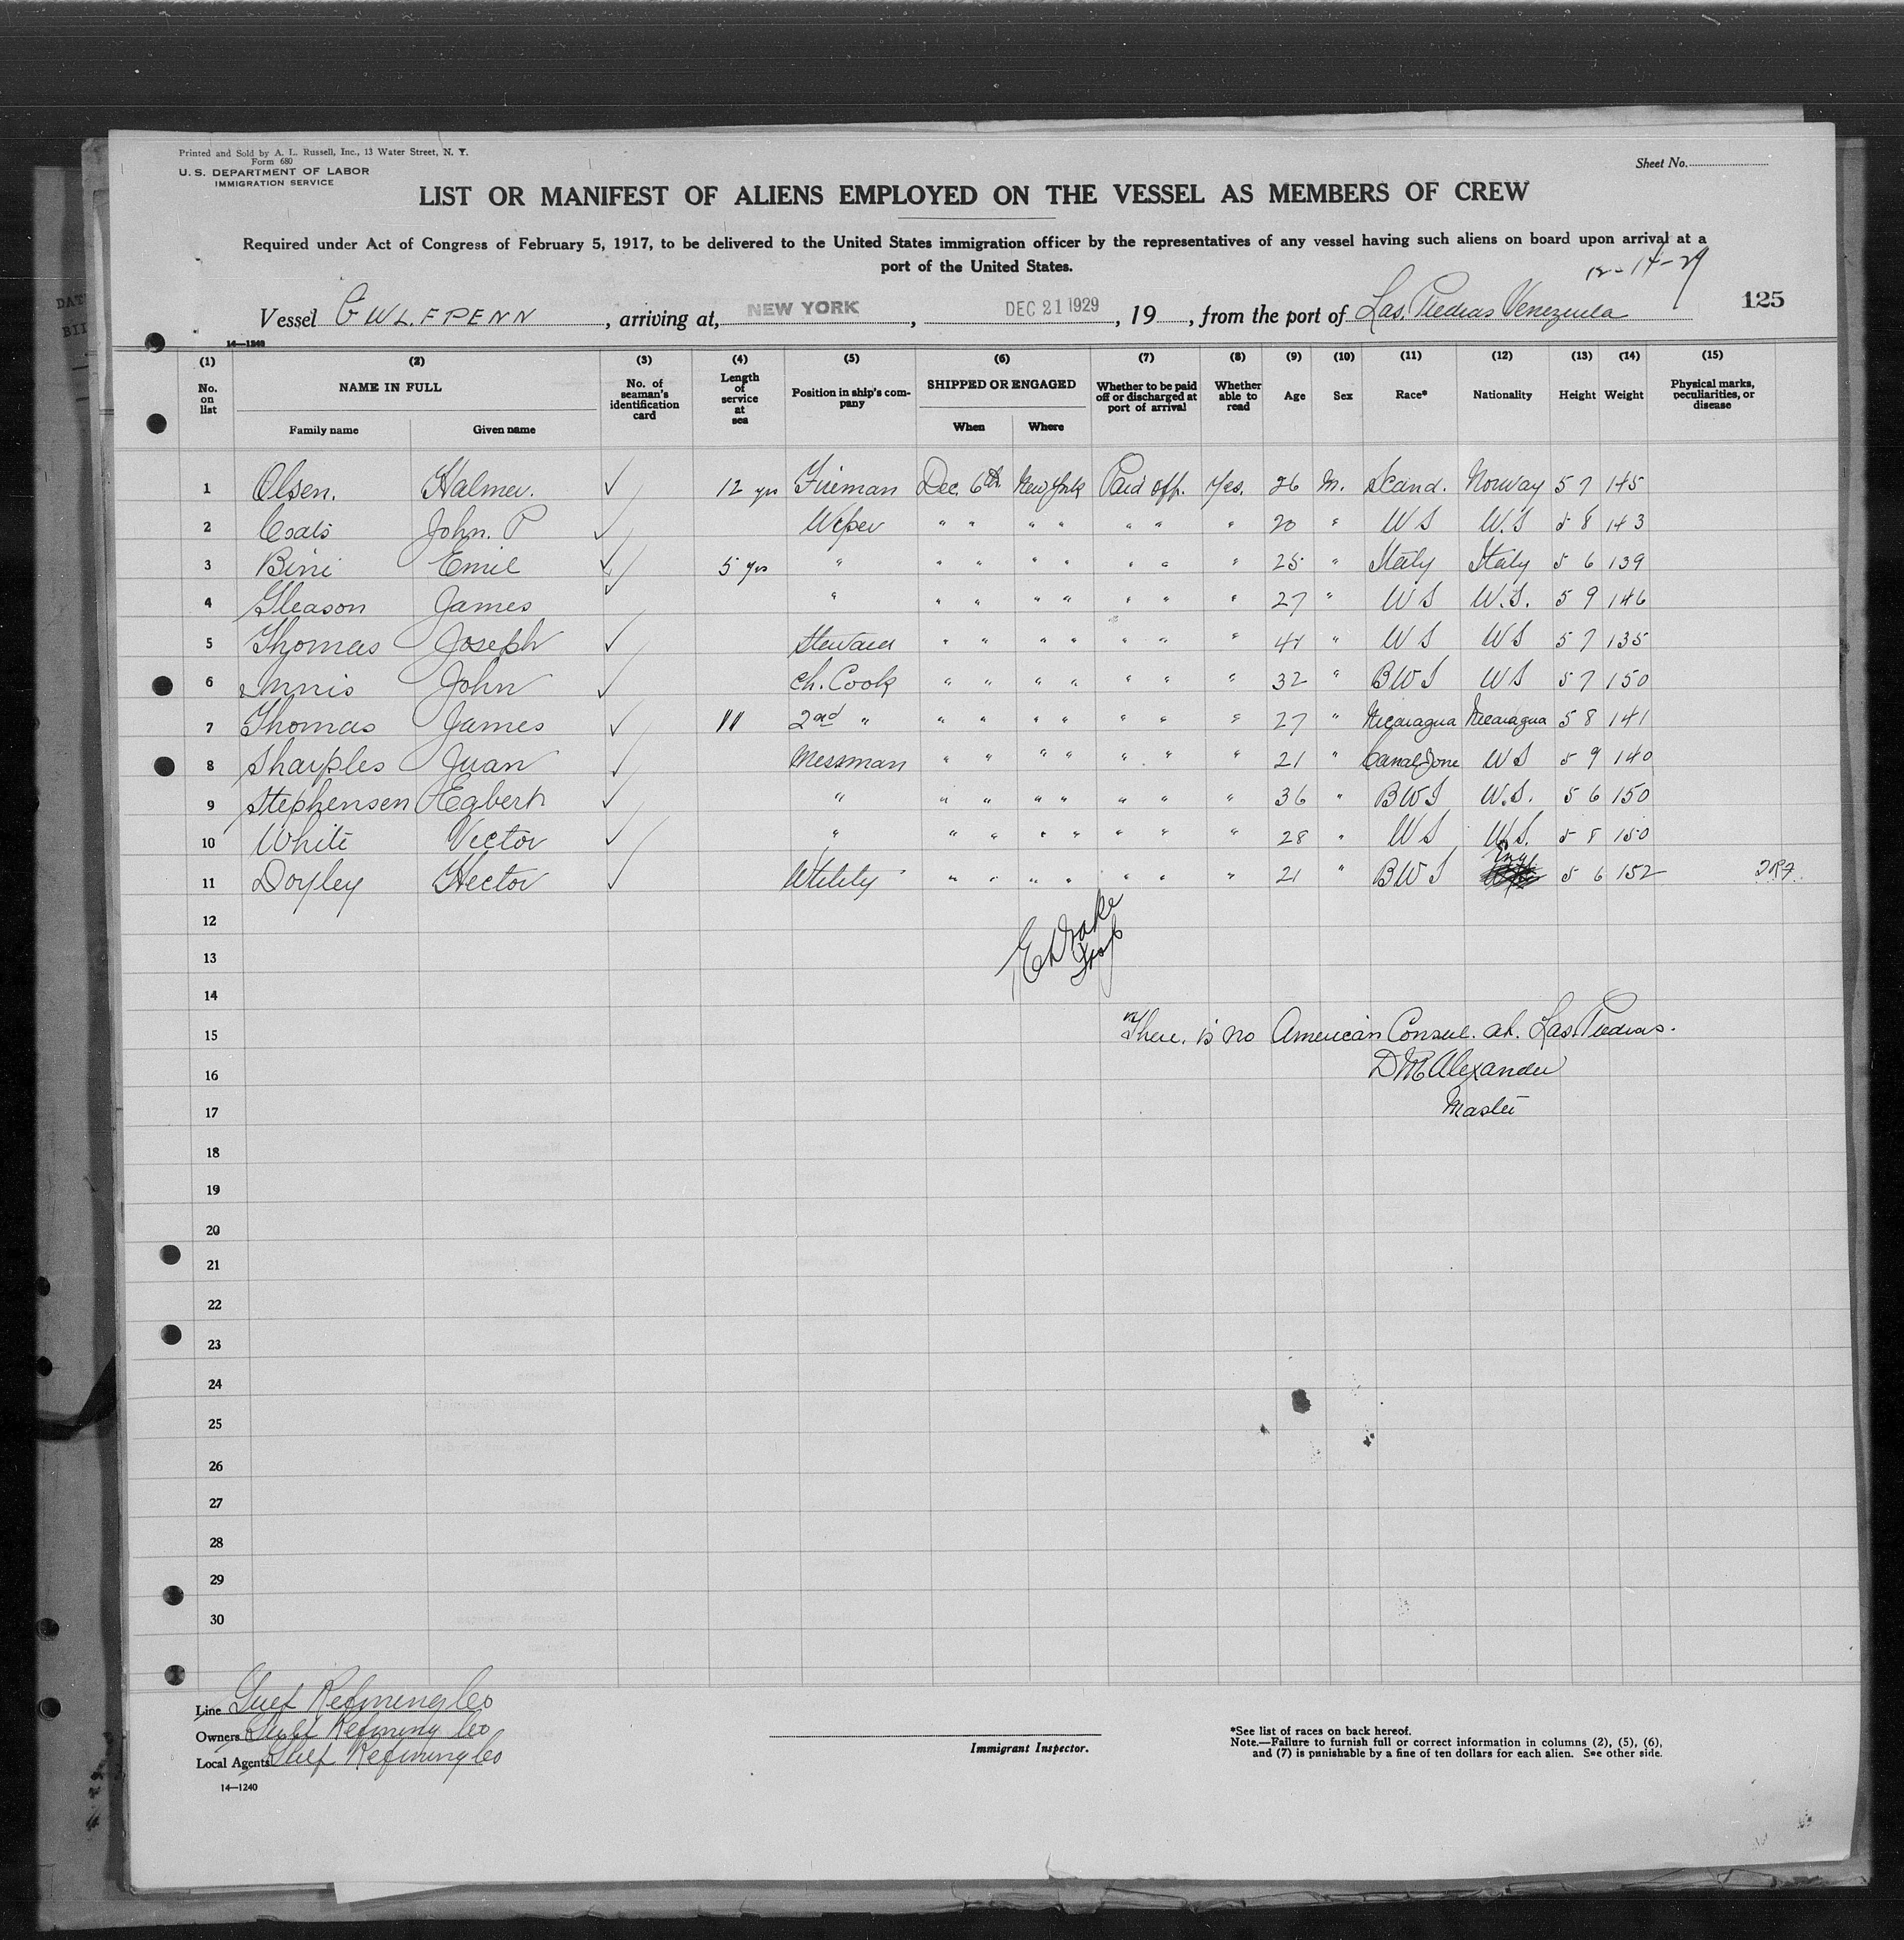 Printed and Sold by A. L. Russell, Inc., 13 Water Street, N. Y.
Form 680
U. S. DEPARTMENT OF LABOR
IMMIGRATION SERVICE
Sheet No.
LIST OR MANIFEST OF ALIENS EMPLOYED ON THE VESSEL AS MEMBERS OF CREW
Required under Act of Congress of February 5, 1917, to be delivered to the United States immigration officer by the representatives of any vessel having such aliens on board upon arrival at a
port of the United States.
12-14-29
Vessel GULFPENN, arriving at, NEW YORK, DEC 21 1929, 19, from the port of Las. Piedras Venezuela
125
14—1240
(1) (2) (3) (4) (5) (6) (7) (8) (9) (10) (11) (12) (13) (14) (15)
No. on list NAME IN FULL Family name Given name No. of seaman's identification card Length of service at sea Position in ship's company SHIPPED OR ENGAGED When Where Whether to be paid off or discharged at port of arrival Whether able to read Age Sex Race* Nationality Height Weight Physical marks, peculiarities, or disease
1 Olsen. Halmer. ✓ 12 yrs Fireman Dec. 6th New York Paid off. Yes. 26 M. Scand. Norway 5 7 145
2 Coats John. P ✓ Wiper " " " " " " " 20 " US U.S 5 8 143
3 Bini Emil ✓ 5 yrs " " " " " " " " 25 " Italy Italy 5 6 139
4 Gleason James ✓ " " " " " " " " 27 " US U.S. 5 9 146
5 Thomas Joseph ✓ Steward " " " " " " " 44 " US US 5 7 135
6 Innis John ✓ Ch. Cook " " " " " " " 32 " BWI US 5 7 150
7 Thomas James ✓ 11 2nd " " " " " " " " 27 " Nicaragua Nicaragua 5 8 141
8 Sharples Juan ✓ Messman " " " " " " " 21 " Canal Zone US 5 9 140
9 Stephensen Egbert ✓ " " " " " " " " 36 " BWI U.S. 5 6 150
10 White Vector ✓ " " " " " " " " 28 " US U.S. 5 8 150
11 Doyley Hector ✓ Utility " " " " " " " 21 " BWI Eng 5 6 152
12
13
E Drake
14
15 There. is no American Consul. at. Las. Piedras.
16 D M Alexander
17 Master
18
19
20
21
22
23
24
25
26
27
28
29
30
Line Gulf Refining Co
Owners Gulf Refining Co
Local Agents Gulf Refining Co
14—1240
Immigrant Inspector.
*See list of races on back hereof.
Note.—Failure to furnish full or correct information in columns (2), (5), (6),
and (7) is punishable by a fine of ten dollars for each alien. See other side.